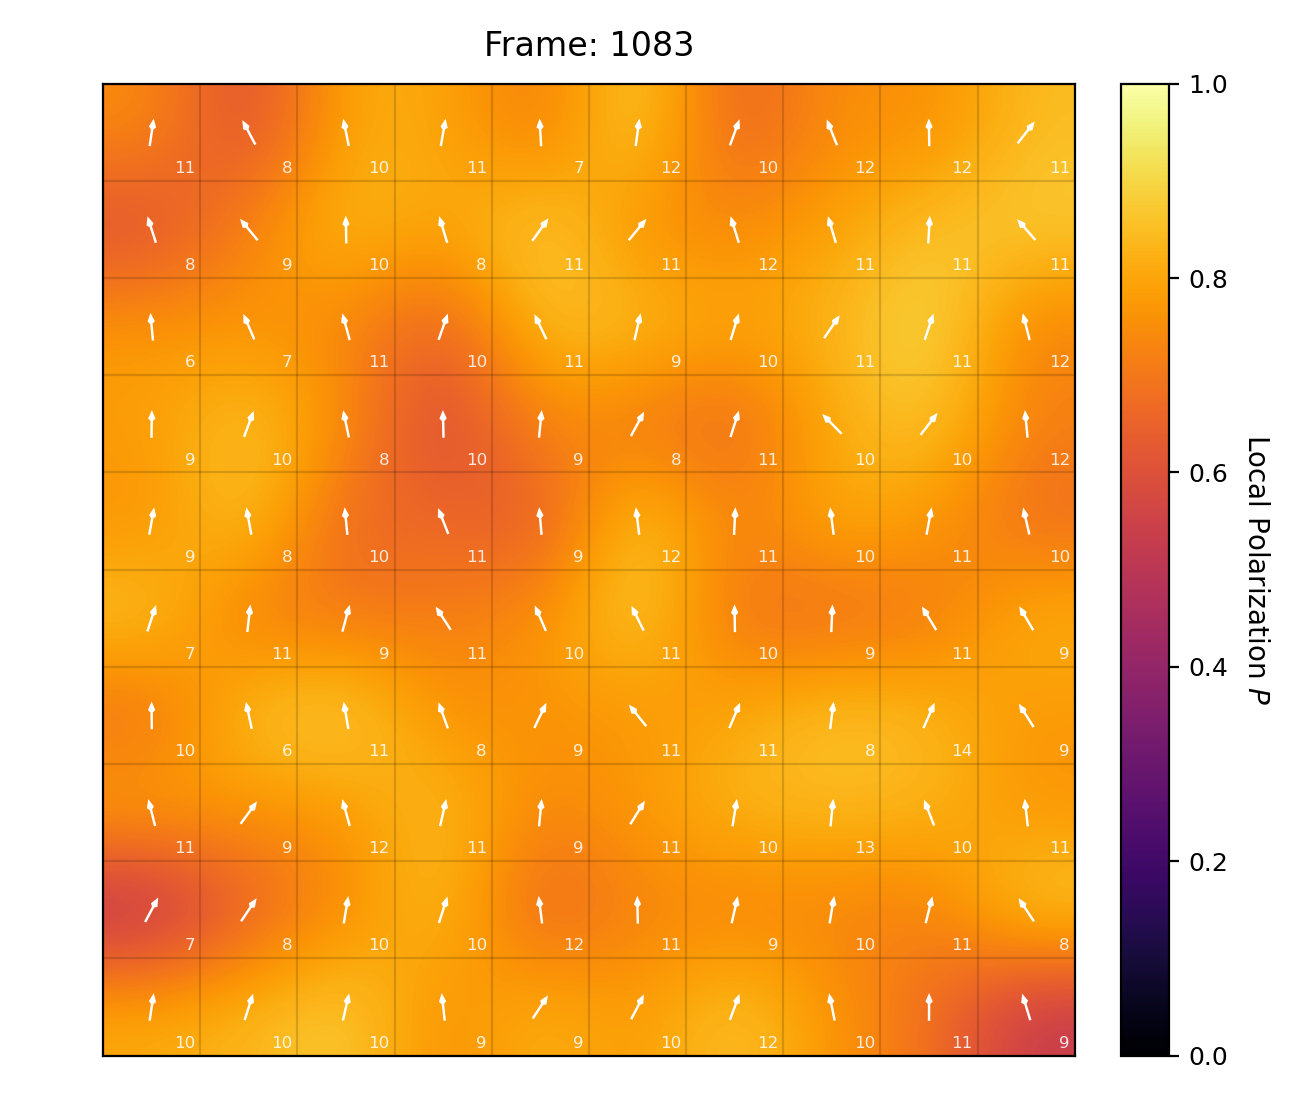 Frame: 1083
11 8 10 11 7 12 10 12 12 11
8 9 10 8 11 11 12 11 11 11
6 7 11 10 11 9 10 11 11 12
9 10 8 10 9 8 11 10 10 12
9 8 10 11 9 12 11 10 11 10
7 11 9 11 10 11 10 9 11 9
10 6 11 8 9 11 11 8 14 9
11 9 12 11 9 11 10 13 10 11
7 8 10 10 12 11 9 10 11 8
10 10 10 9 9 10 12 10 11 9
1.0
0.8
0.6
0.4
0.2
0.0
Local Polarization P